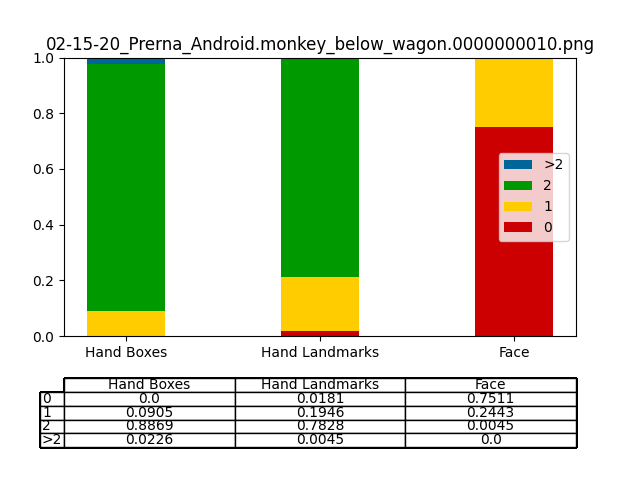 02-15-20_Prerna_Android.monkey_below_wagon.0000000010.png
1.0
0.8
0.6
0.4
0.2
0.0
>2
2
1
0
Hand Boxes Hand Landmarks Face
Hand Boxes Hand Landmarks Face
0 0.0 0.0181 0.7511
1 0.0905 0.1946 0.2443
2 0.8869 0.7828 0.0045
>2 0.0226 0.0045 0.0